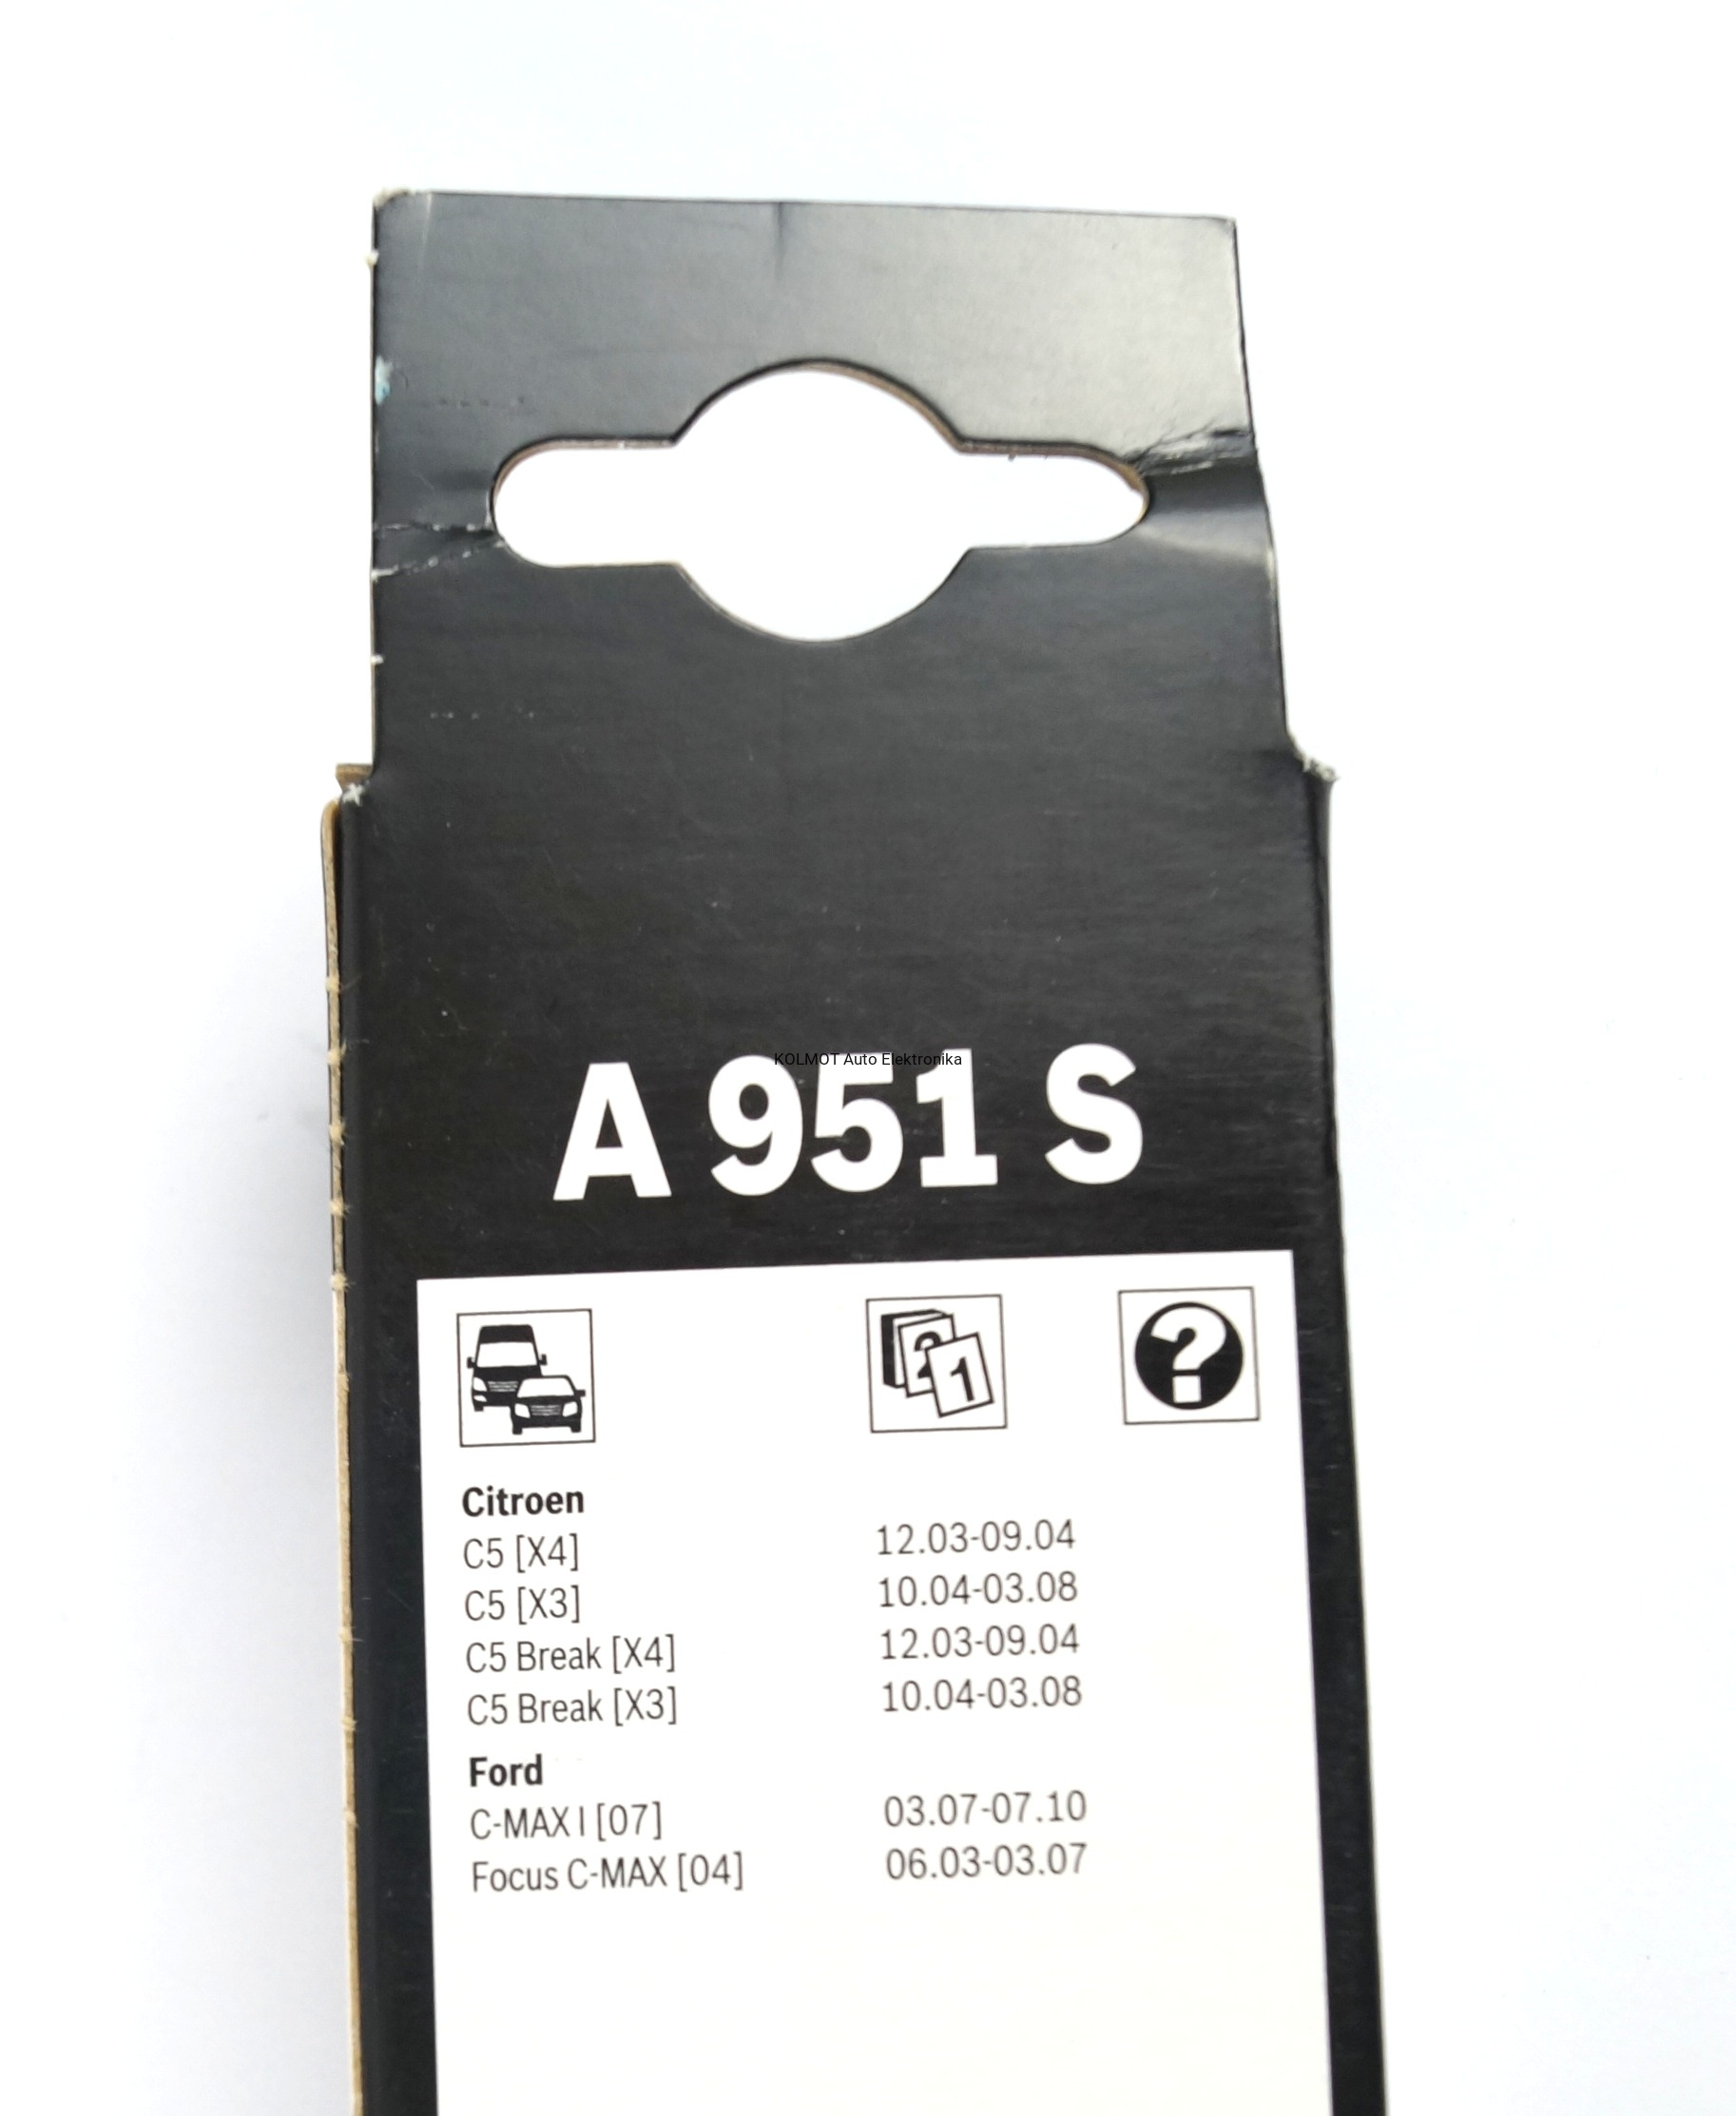 KOLMOT Auto Elektronika
A 951 S
2 1
?
Citroen
C5 [X4] 12.03-09.04
C5 [X3] 10.04-03.08
C5 Break [X4] 12.03-09.04
C5 Break [X3] 10.04-03.08
Ford
C-MAX I [07] 03.07-07.10
Focus C-MAX [04] 06.03-03.07